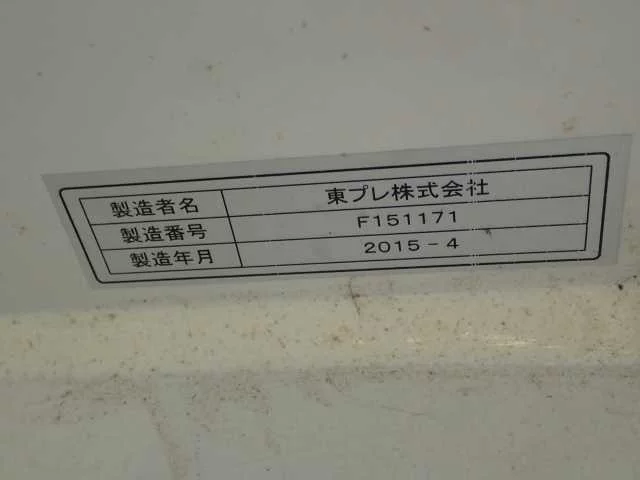 製造者名 東プレ株式会社
製造番号 F151171
製造年月 2015-4